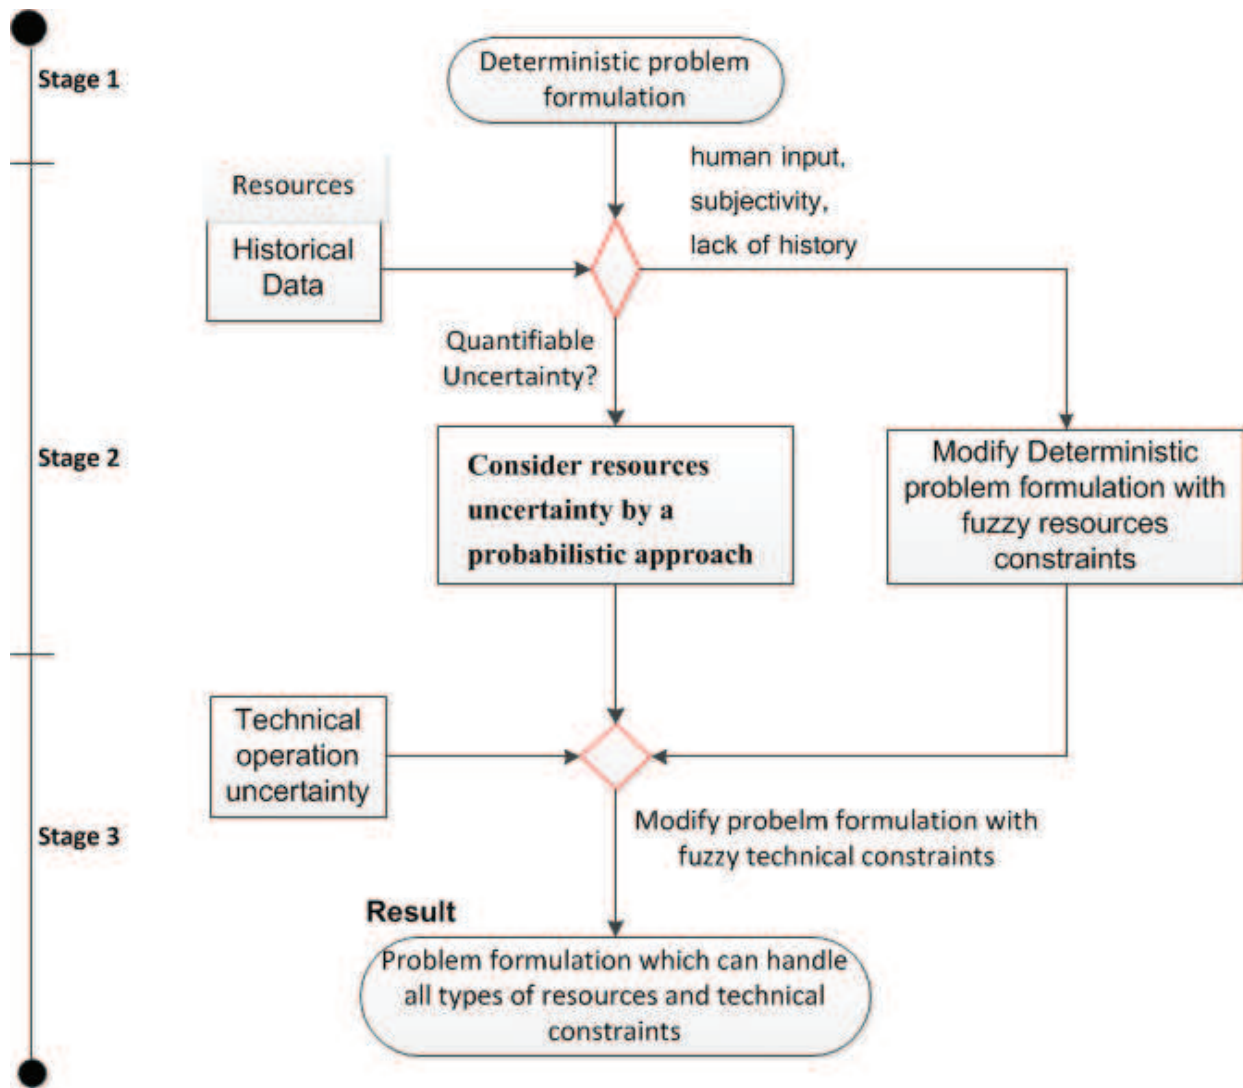 Stage 1
Deterministic problem
formulation
human input,
subjectivity,
lack of history
Resources
Historical
Data
Quantifiable
Uncertainty?
Stage 2
Consider resources
uncertainty by a
probabilistic approach
Modify Deterministic
problem formulation with
fuzzy resources
constraints
Technical
operation
uncertainty
Stage 3
Modify probelm formulation with
fuzzy technical constraints
Result
Problem formulation which can handle
all types of resources and technical
constraints